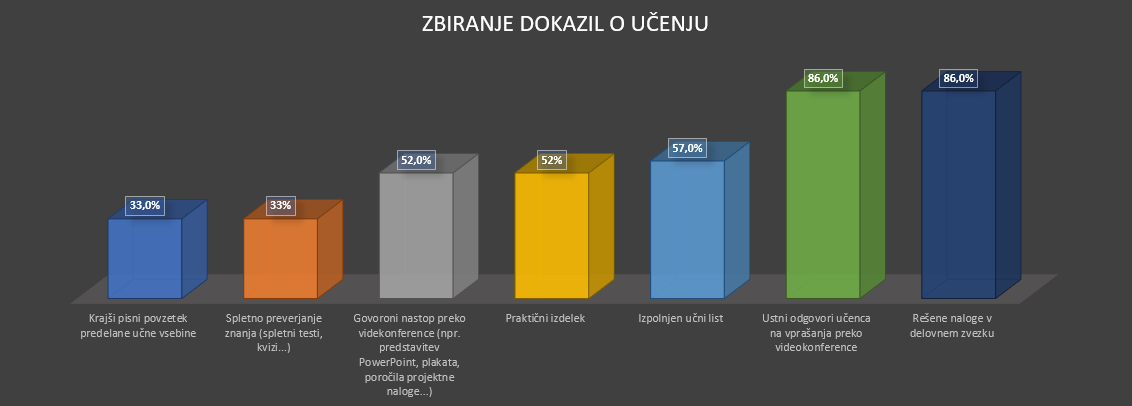 ZBIRANJE DOKAZIL O UČENJU
33,0%
33%
52,0%
52%
57,0%
86,0%
86,0%
Krajši pisni povzetek
predelane učne vsebine
Spletno preverjanje
znanja (spletni testi,
kvizi...)
Govoroni nastop preko
videkonference (npr.
predstavitev
PowerPoint, plakata,
poročila projektne
naloge...)
Praktični izdelek
Izpolnjen učni list
Ustni odgovori učenca
na vprašanja preko
videokonference
Rešene naloge v
delovnem zvezku